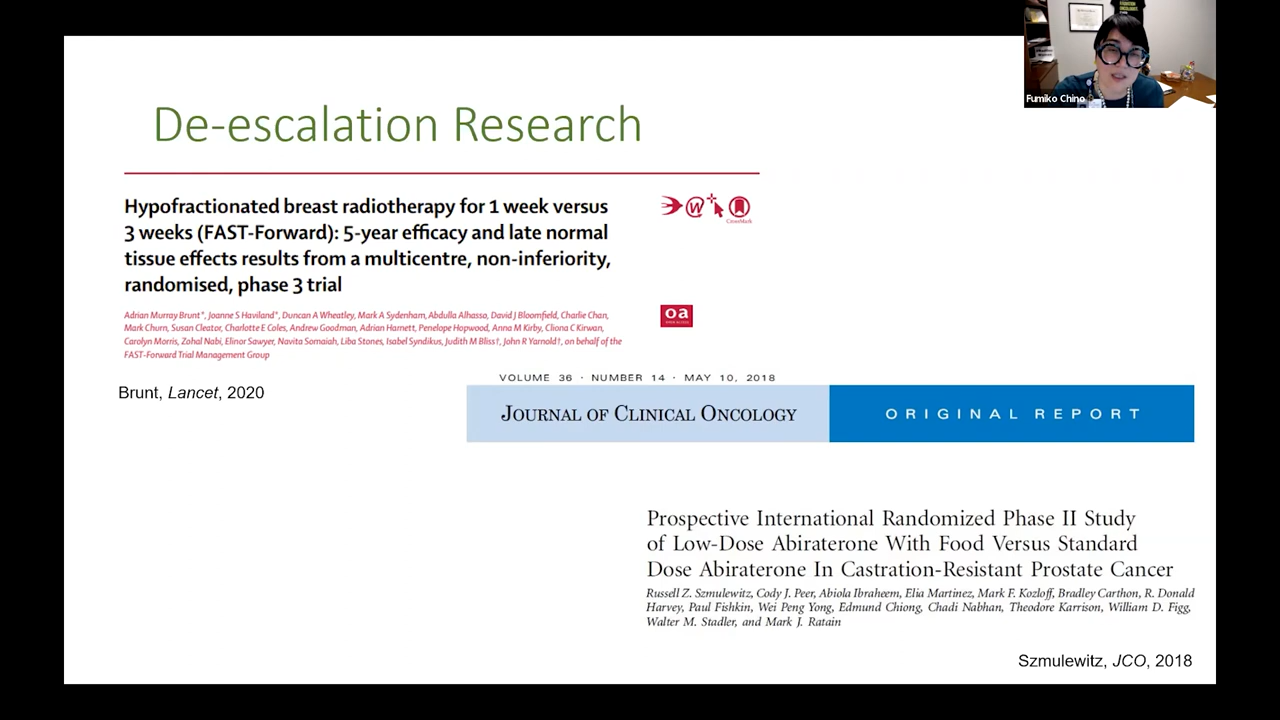 Fumiko Chino
De-escalation Research
Hypofractionated breast radiotherapy for 1 week versus
3 weeks (FAST-Forward): 5-year efficacy and late normal
tissue effects results from a multicentre, non-inferiority,
randomised, phase 3 trial
CrossMark
Adrian Murray Brunt*, Joanne S Haviland*, Duncan A Wheatley, Mark A Sydenham, Abdulla Alhasso, David J Bloomfield, Charlie Chan,
Mark Churn, Susan Cleator, Charlotte E Coles, Andrew Goodman, Adrian Harnett, Penelope Hopwood, Anna M Kirby, Cliona C Kirwan,
Carolyn Morris, Zohal Nabi, Elinor Sawyer, Navita Somaiah, Liba Stones, Isabel Syndikus, Judith M Bliss†, John R Yarnold†, on behalf of the
FAST-Forward Trial Management Group
oa
OPEN ACCESS
Brunt, Lancet, 2020
VOLUME 36 · NUMBER 14 · MAY 10, 2018
JOURNAL OF CLINICAL ONCOLOGY
ORIGINAL REPORT
Prospective International Randomized Phase II Study
of Low-Dose Abiraterone With Food Versus Standard
Dose Abiraterone In Castration-Resistant Prostate Cancer
Russell Z. Szmulewitz, Cody J. Peer, Abiola Ibraheem, Elia Martinez, Mark F. Kozloff, Bradley Carthon, R. Donald
Harvey, Paul Fishkin, Wei Peng Yong, Edmund Chiong, Chadi Nabhan, Theodore Karrison, William D. Figg,
Walter M. Stadler, and Mark J. Ratain
Szmulewitz, JCO, 2018